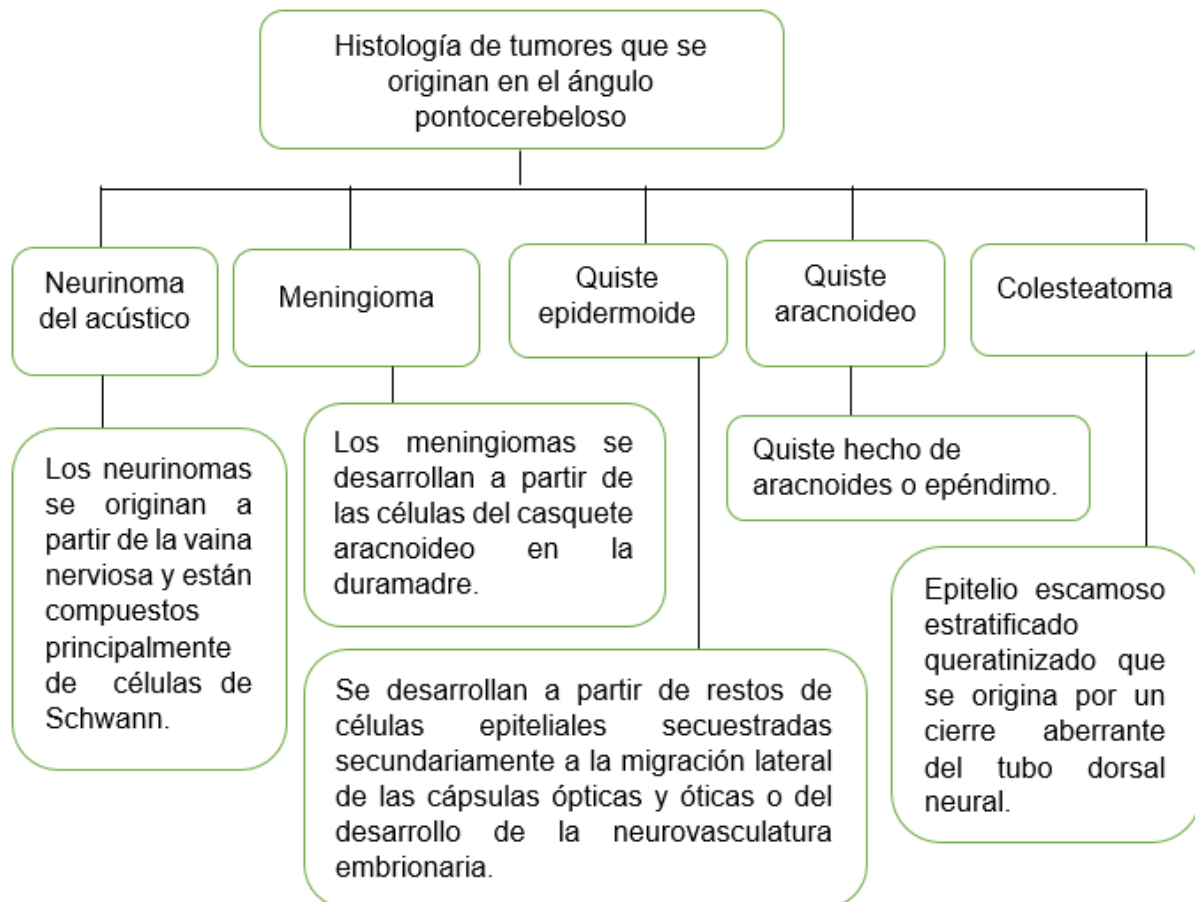 Histología de tumores que se
originan en el ángulo
pontocerebeloso
Neurinoma
del acústico
Meningioma
Quiste
epidermoide
Quiste
aracnoideo
Colesteatoma
Los neurinomas
se originan a
partir de la vaina
nerviosa y están
compuestos
principalmente
de células de
Schwann.
Los meningiomas se
desarrollan a partir de
las células del casquete
aracnoideo en la
duramadre.
Se desarrollan a partir de restos de
células epiteliales secuestradas
secundariamente a la migración lateral
de las cápsulas ópticas y óticas o del
desarrollo de la neurovasculatura
embrionaria.
Quiste hecho de
aracnoides o epéndimo.
Epitelio escamoso
estratificado
queratinizado que
se origina por un
cierre aberrante
del tubo dorsal
neural.